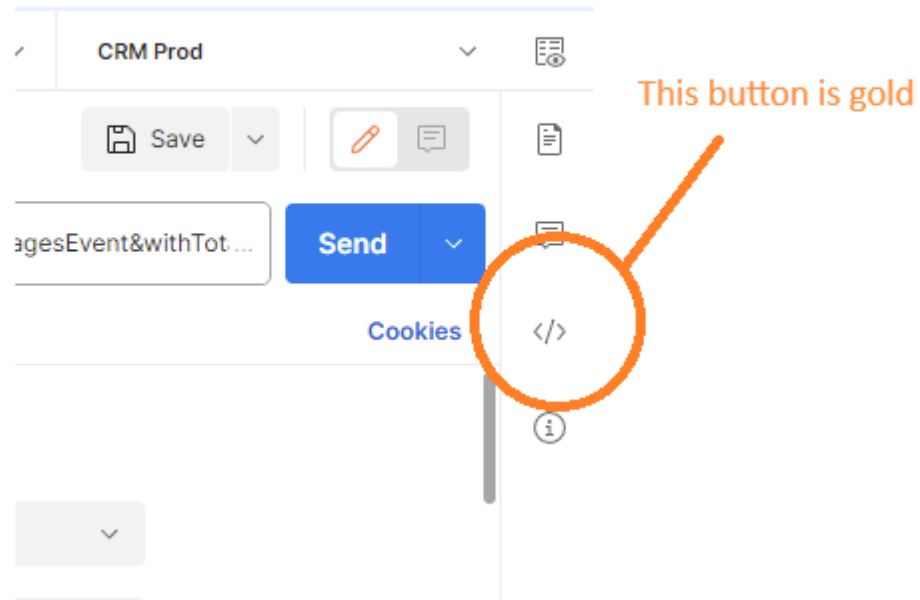 CRM Prod
This button is gold
Save
agesEvent&withTot...
Send
Cookies
</>